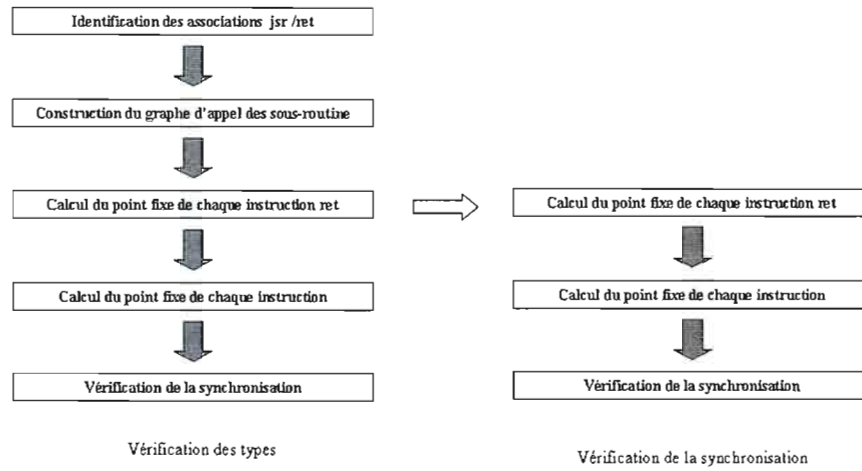 Identification des associations jsr /ret
Construction du graphe d'appel des sous-routine
Calcul du point fixe de chaque instruction ret
Calcul du point fixe de chaque instruction
Vérification de la synchronisation
Vérification des types
Calcul du point fixe de chaque instruction ret
Calcul du point fixe de chaque instruction
Vérification de la synchronisation
Vérification de la synchronisation